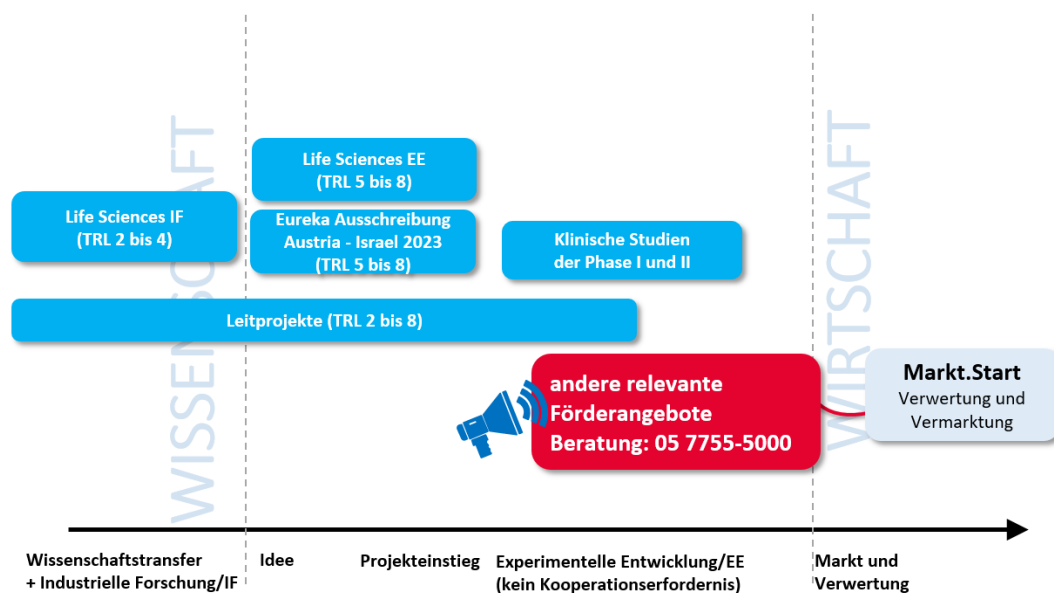 WISSENSCHAFT
WIRTSCHAFT
Life Sciences EE
(TRL 5 bis 8)
Life Sciences IF
(TRL 2 bis 4)
Eureka Ausschreibung
Austria - Israel 2023
(TRL 5 bis 8)
Klinische Studien
der Phase I und II
Leitprojekte (TRL 2 bis 8)
andere relevante
Förderangebote
Beratung: 05 7755-5000
Markt.Start
Verwertung und
Vermarktung
Wissenschaftstransfer
+ Industrielle Forschung/IF
Idee
Projekteinstieg
Experimentelle Entwicklung/EE
(kein Kooperationserfordernis)
Markt und
Verwertung